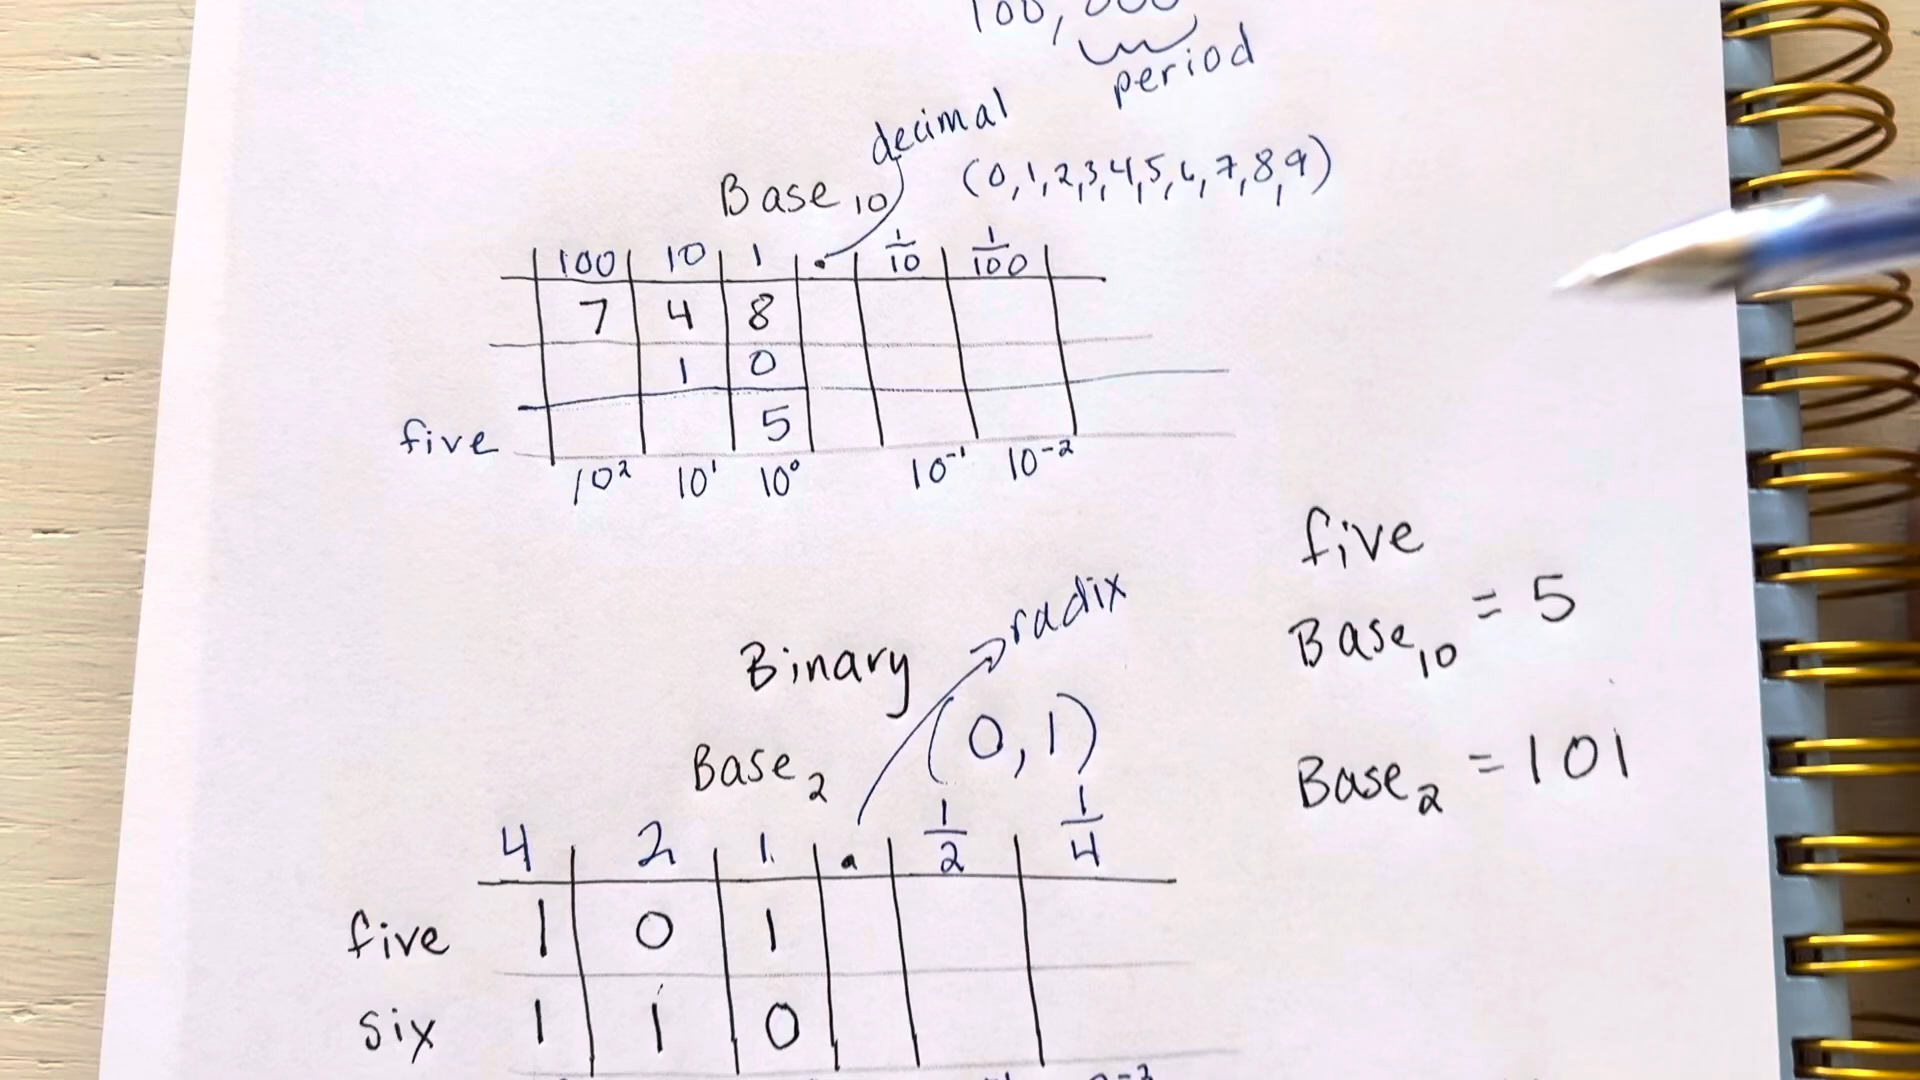 100, 000
period
decimal
Base₁₀ (0,1,2,3,4,5,6,7,8,9)
100 10 1 . 1/10 1/100
7 4 8
1 0
five 5
10² 10¹ 10⁰ 10⁻¹ 10⁻²
five
Base₁₀ = 5
Base₂ = 101
radix
Binary
Base₂ (0,1)
4 2 1 . 1/2 1/4
five 1 0 1
six 1 1 0